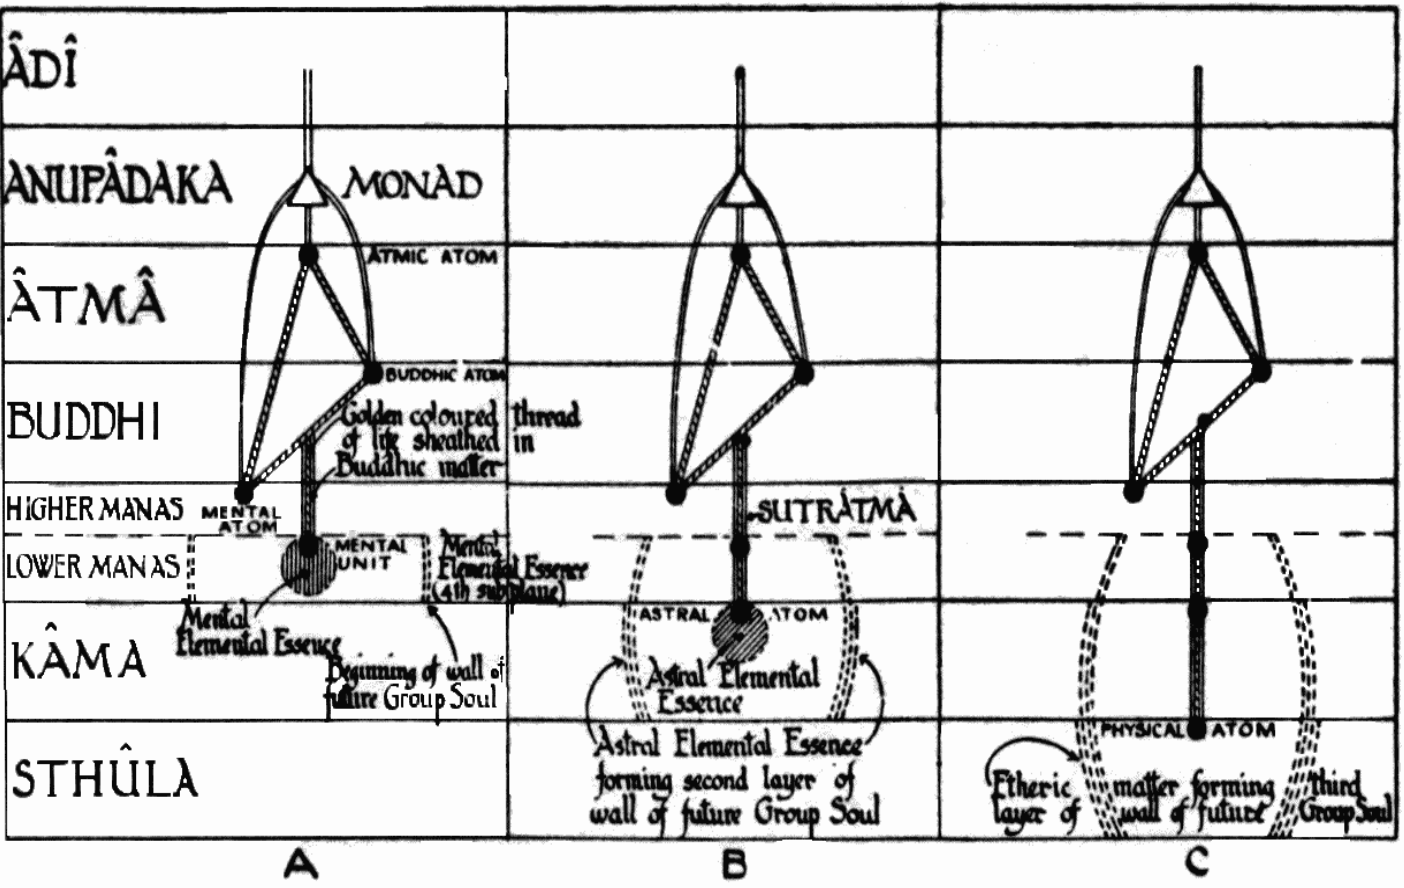 ÂDÎ
ANUPÂDAKA
MONAD
ÂTMÂ
ÂTMIC ATOM
BUDDHI
BUDDHIC ATOM
Golden coloured thread
of life sheathed in
Buddhic matter
HIGHER MANAS
MENTAL
ATOM
LOWER MANAS
MENTAL
UNIT
Mental
Elemental Essence
(4th subplane)
KÂMA
Mental
Elemental Essence
Beginning of wall of
future Group Soul
STHÛLA
A
SUTRÂTMÂ
ASTRAL ATOM
Astral Elemental
Essence
Astral Elemental Essence
forming second layer of
wall of future Group Soul
B
PHYSICAL ATOM
Etheric matter forming third
layer of wall of future Group Soul
C